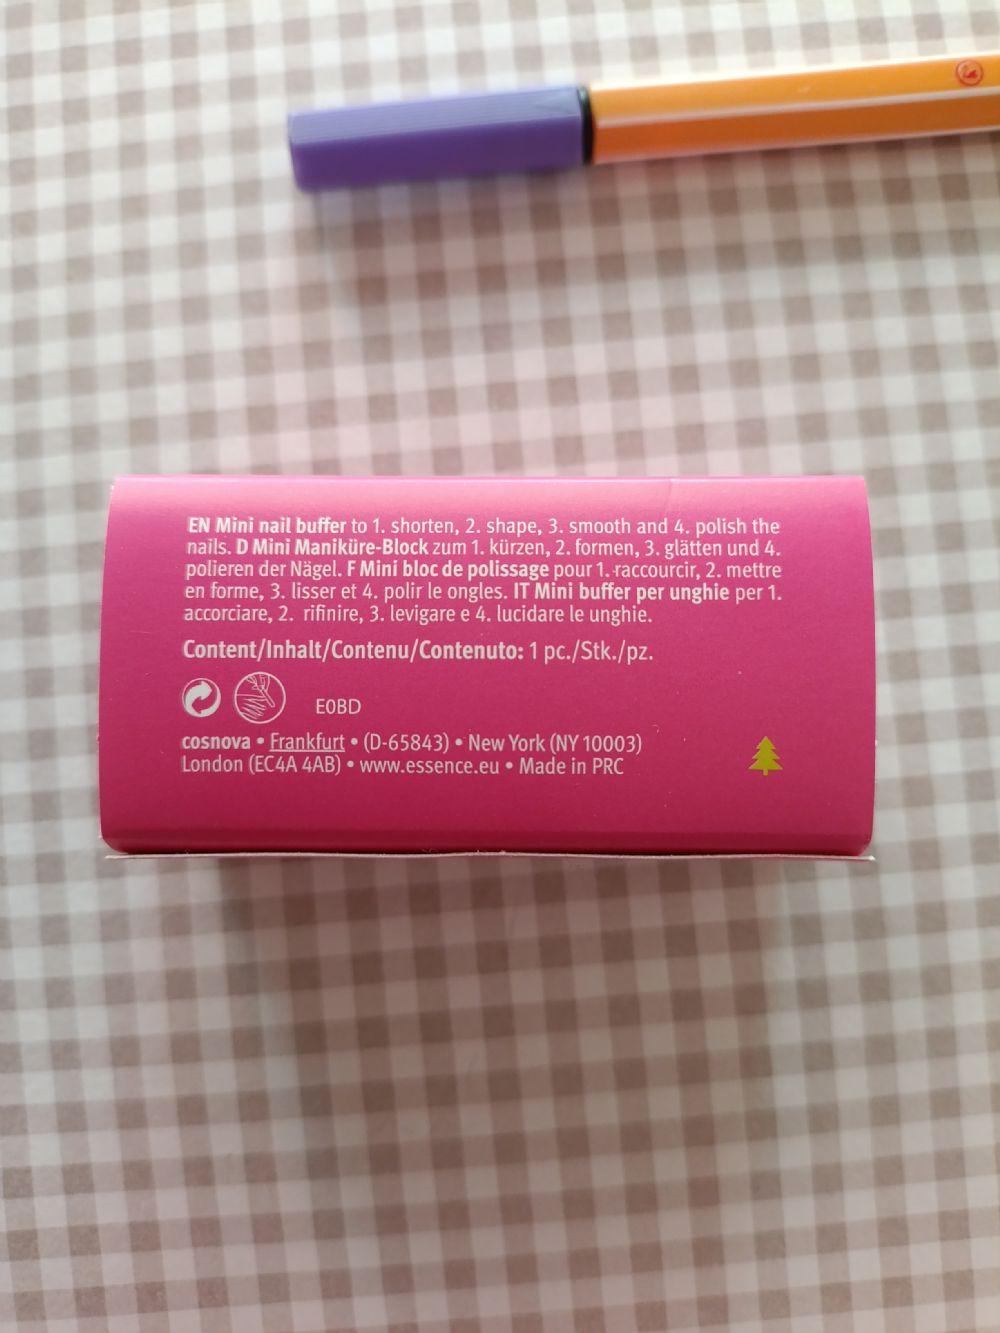 EN Mini nail buffer to 1. shorten, 2. shape, 3. smooth and 4. polish the
nails. D Mini Maniküre-Block zum 1. kürzen, 2. formen, 3. glätten und 4.
polieren der Nägel. F Mini bloc de polissage pour 1. raccourcir, 2. mettre
en forme, 3. lisser et 4. polir le ongles. IT Mini buffer per unghie per 1.
accorciare, 2. rifinire, 3. levigare e 4. lucidare le unghie.
Content/Inhalt/Contenu/Contenuto: 1 pc./Stk./pz.
E0BD
cosnova • Frankfurt • (D-65843) • New York (NY 10003)
London (EC4A 4AB) • www.essence.eu • Made in PRC